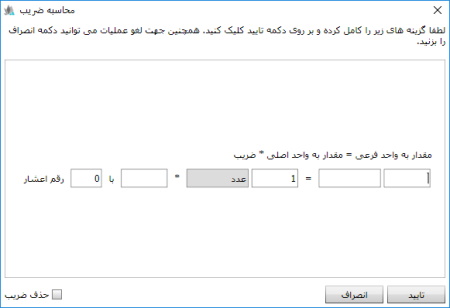 محاسبه ضریب
لطفا گزینه های زیر را کامل کرده و بر روی دکمه تایید کلیک کنید. همچنین جهت لغو عملیات می توانید دکمه انصراف
را بزنید.
مقدار به واحد فرعی = مقدار به واحد اصلی * ضریب
= 1 عدد * با 0 رقم اعشار
تایید انصراف حذف ضریب